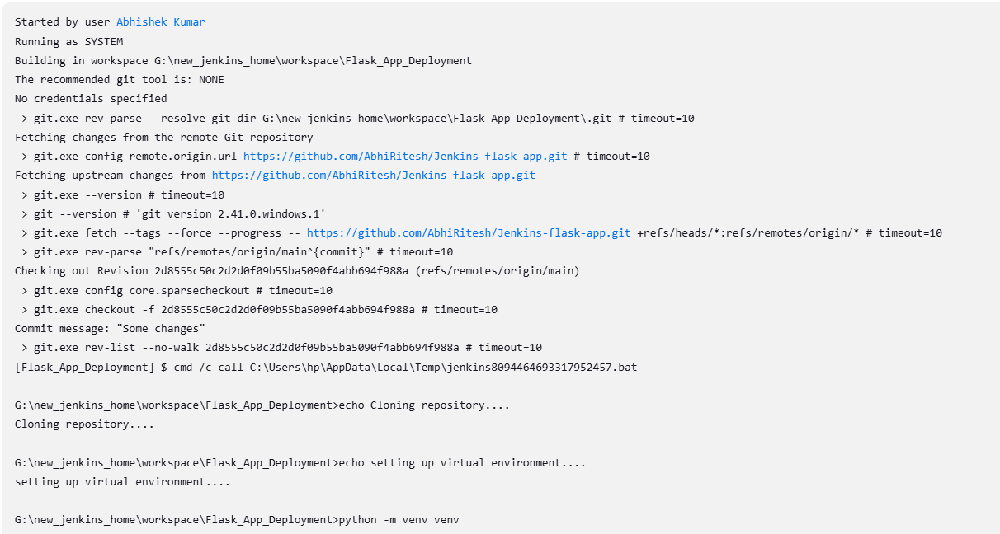 Started by user Abhishek Kumar
Running as SYSTEM
Building in workspace G:\new_jenkins_home\workspace\Flask_App_Deployment
The recommended git tool is: NONE
No credentials specified
> git.exe rev-parse --resolve-git-dir G:\new_jenkins_home\workspace\Flask_App_Deployment\.git # timeout=10
Fetching changes from the remote Git repository
> git.exe config remote.origin.url https://github.com/AbhiRitesh/Jenkins-flask-app.git # timeout=10
Fetching upstream changes from https://github.com/AbhiRitesh/Jenkins-flask-app.git
> git.exe --version # timeout=10
> git --version # 'git version 2.41.0.windows.1'
> git.exe fetch --tags --force --progress -- https://github.com/AbhiRitesh/Jenkins-flask-app.git +refs/heads/*:refs/remotes/origin/* # timeout=10
> git.exe rev-parse "refs/remotes/origin/main^{commit}" # timeout=10
Checking out Revision 2d8555c50c2d2d0f09b55ba5090f4abb694f988a (refs/remotes/origin/main)
> git.exe config core.sparsecheckout # timeout=10
> git.exe checkout -f 2d8555c50c2d2d0f09b55ba5090f4abb694f988a # timeout=10
Commit message: "Some changes"
> git.exe rev-list --no-walk 2d8555c50c2d2d0f09b55ba5090f4abb694f988a # timeout=10
[Flask_App_Deployment] $ cmd /c call C:\Users\hp\AppData\Local\Temp\jenkins8094464693317952457.bat
G:\new_jenkins_home\workspace\Flask_App_Deployment>echo Cloning repository....
Cloning repository....
G:\new_jenkins_home\workspace\Flask_App_Deployment>echo setting up virtual environment....
setting up virtual environment....
G:\new_jenkins_home\workspace\Flask_App_Deployment>python -m venv venv